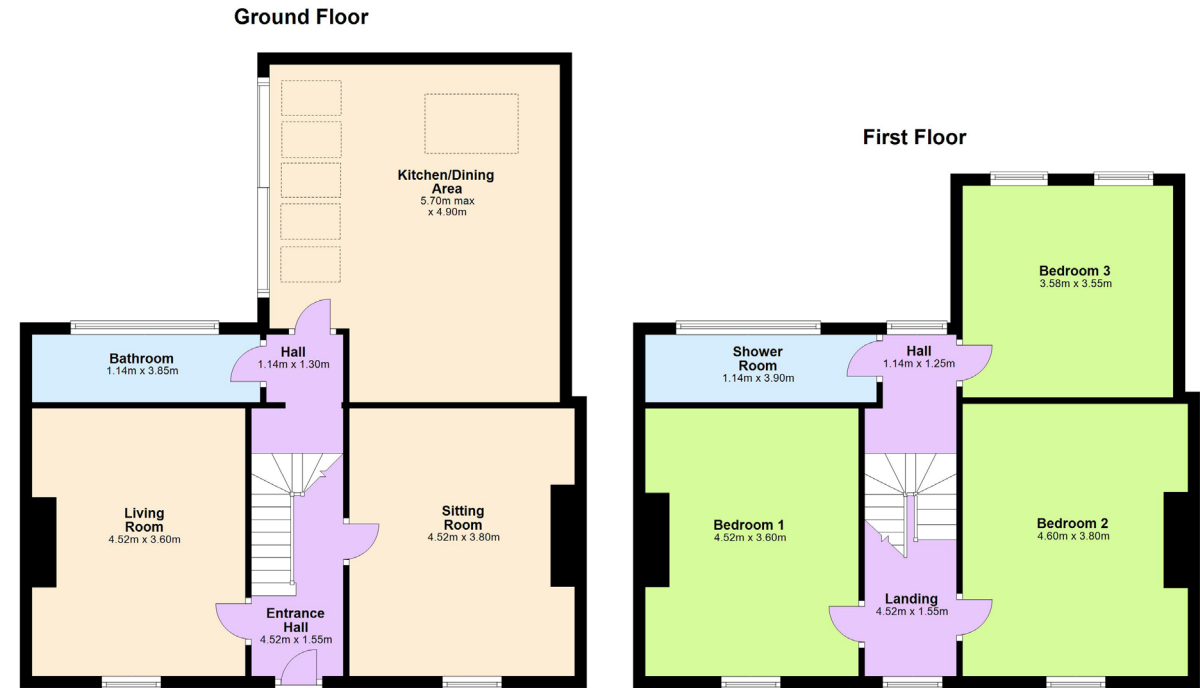 Ground Floor
Kitchen/Dining
Area
5.70m max
x 4.90m
Bathroom
1.14m x 3.85m
Hall
1.14m x 1.30m
Living
Room
4.52m x 3.60m
Sitting
Room
4.52m x 3.80m
Entrance
Hall
4.52m x 1.55m
First Floor
Bedroom 3
3.58m x 3.55m
Shower
Room
1.14m x 3.90m
Hall
1.14m x 1.25m
Bedroom 1
4.52m x 3.60m
Bedroom 2
4.60m x 3.80m
Landing
4.52m x 1.55m